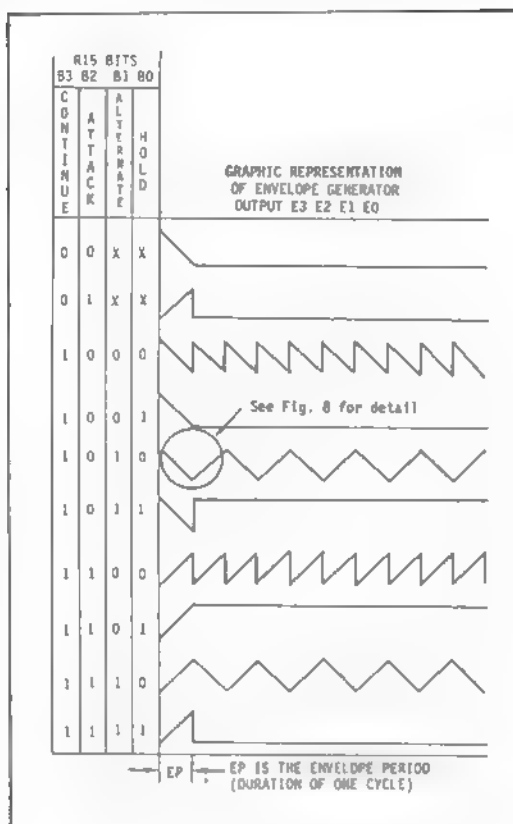 R15 BITS
B3 B2 B1 B0
CONTINUE
ATTACK
ALTERNATE
HOLD
GRAPHIC REPRESENTATION
OF ENVELOPE GENERATOR
OUTPUT E3 E2 E1 E0
0 0 X X
0 1 X X
1 0 0 0
1 0 0 1
See Fig. 8 for detail
1 0 1 0
1 0 1 1
1 1 0 0
1 1 0 1
1 1 1 0
1 1 1 1
EP
EP IS THE ENVELOPE PERIOD
(DURATION OF ONE CYCLE)